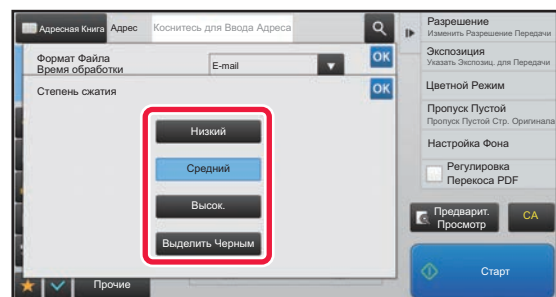 Адресная Книга
Адрес
Коснитесь для Ввода Адреса
Формат Файла
Время обработки
E-mail
OK
Степень сжатия
OK
Низкий
Средний
Высок.
Выделить Черным
Прочие
Разрешение
Изменить Разрешение Передачи
Экспозиция
Указать Экспозиц. для Передачи
Цветной Режим
Пропуск Пустой
Пропуск Пустой Стр. Оригинала
Настройка Фона
Регулировка
Перекоса PDF
Предварит.
Просмотр
CA
Старт